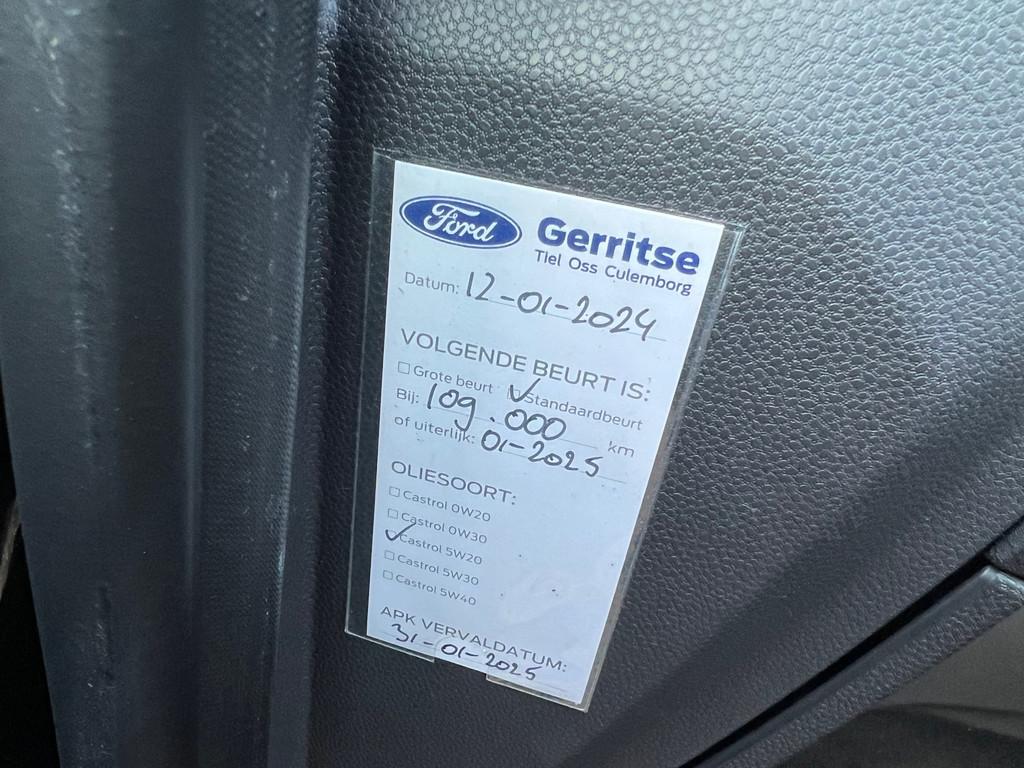 Ford Gerritse
Tiel Oss Culemborg
Datum: 12-01-2024
VOLGENDE BEURT IS:
☐ Grote beurt ☑ Standaardbeurt
Bij: 109.000 km
of uiterlijk: 01-2025
OLIESOORT:
☐ Castrol 0W20
☐ Castrol 0W30
☑ Castrol 5W20
☐ Castrol 5W30
☐ Castrol 5W40
APK VERVALDATUM:
31-01-2025